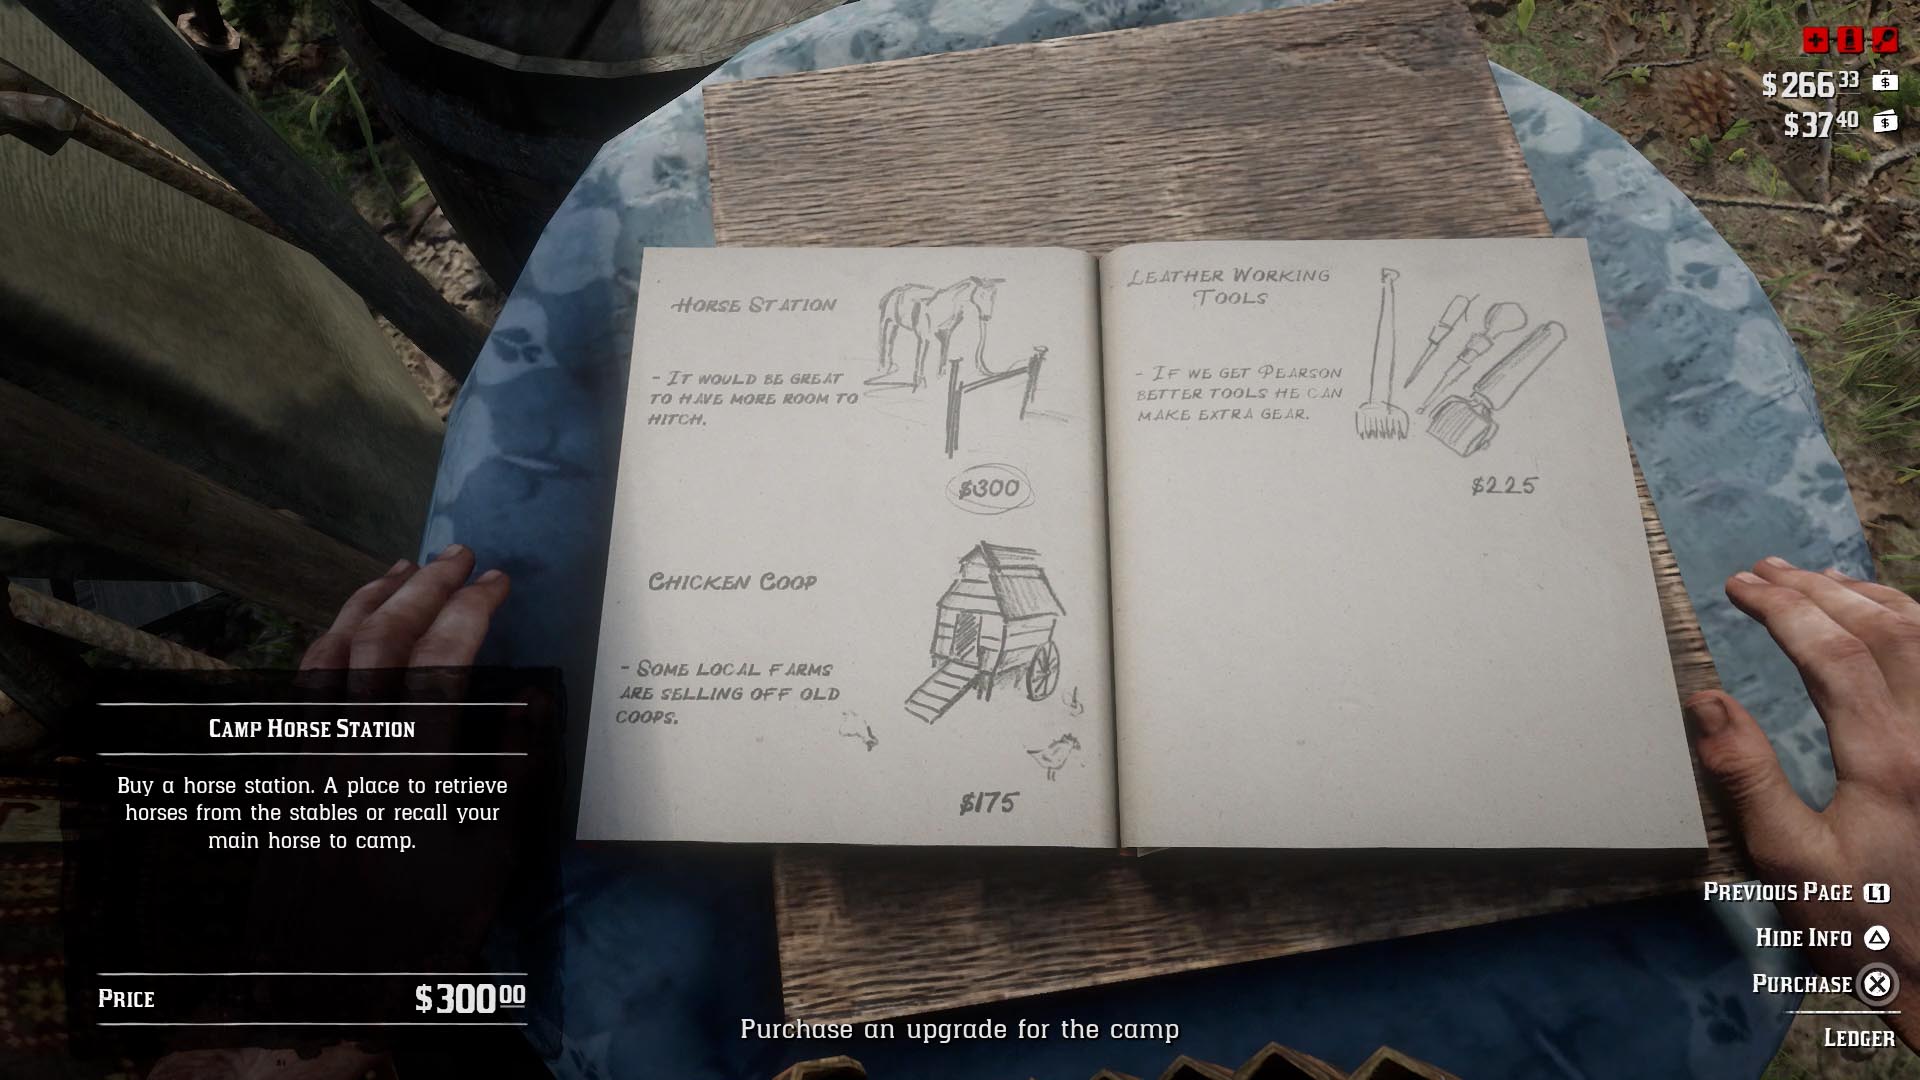 $266 33
$37 40
HORSE STATION
- IT WOULD BE GREAT
TO HAVE MORE ROOM TO
HITCH.
$300
CHICKEN COOP
- SOME LOCAL FARMS
ARE SELLING OFF OLD
COOPS.
$175
LEATHER WORKING
TOOLS
- IF WE GET PEARSON
BETTER TOOLS HE CAN
MAKE EXTRA GEAR.
$225
CAMP HORSE STATION
Buy a horse station. A place to retrieve
horses from the stables or recall your
main horse to camp.
PRICE $300 00
Purchase an upgrade for the camp
PREVIOUS PAGE L1
HIDE INFO
PURCHASE
LEDGER